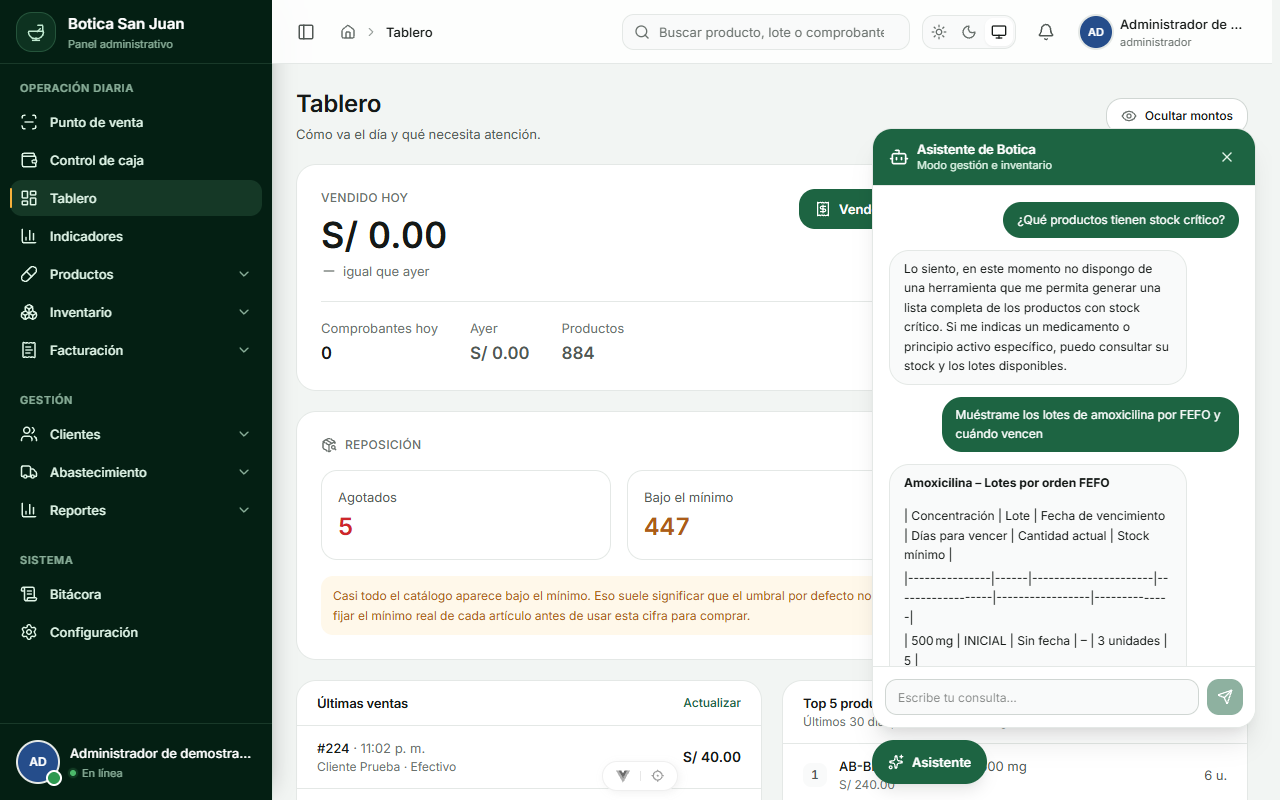 Botica San Juan
Panel administrativo
OPERACIÓN DIARIA
Punto de venta
Control de caja
Tablero
Indicadores
Productos
Inventario
Facturación
GESTIÓN
Clientes
Abastecimiento
Reportes
SISTEMA
Bitácora
Configuración
AD
Administrador de demostra...
En línea
Tablero
Buscar producto, lote o comprobante
AD
Administrador de ...
administrador
Tablero
Cómo va el día y qué necesita atención.
Ocultar montos
VENDIDO HOY
S/ 0.00
igual que ayer
Vend
Comprobantes hoy
0
Ayer
S/ 0.00
Productos
884
REPOSICIÓN
Agotados
5
Bajo el mínimo
447
Casi todo el catálogo aparece bajo el mínimo. Eso suele significar que el umbral por defecto no
fijar el mínimo real de cada artículo antes de usar esta cifra para comprar.
Últimas ventas
Actualizar
#224 · 11:02 p. m.
Cliente Prueba · Efectivo
S/ 40.00
Top 5 produ
Últimos 30 día
1
AB-B
00 mg
S/ 240.00
6 u.
Asistente de Botica
Modo gestión e inventario
¿Qué productos tienen stock crítico?
Lo siento, en este momento no dispongo de
una herramienta que me permita generar una
lista completa de los productos con stock
crítico. Si me indicas un medicamento o
principio activo específico, puedo consultar su
stock y los lotes disponibles.
Muéstrame los lotes de amoxicilina por FEFO y
cuándo vencen
Amoxicilina – Lotes por orden FEFO
| Concentración | Lote | Fecha de vencimiento
| Días para vencer | Cantidad actual | Stock
mínimo |
|---------------|------|----------------------|--
-----------------|-----------------|-------------
-|
| 500 mg | INICIAL | Sin fecha | – | 3 unidades |
5 |
Escribe tu consulta...
Asistente